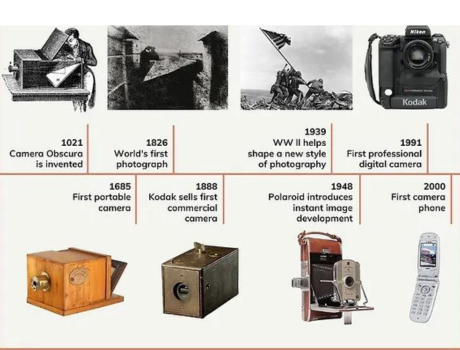 Nikon
Kodak
1021
Camera Obscura
is invented
1826
World's first
photograph
1939
WW II helps
shape a new style
of photography
1991
First professional
digital camera
1685
First portable
camera
1888
Kodak sells first
commercial
camera
1948
Polaroid introduces
instant image
development
2000
First camera
phone